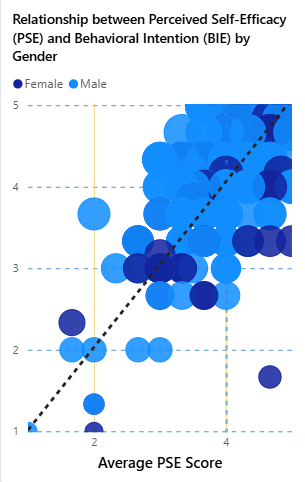 Relationship between Perceived Self-Efficacy
(PSE) and Behavioral Intention (BIE) by
Gender
Female Male
5
4
3
2
1
2 4
Average PSE Score